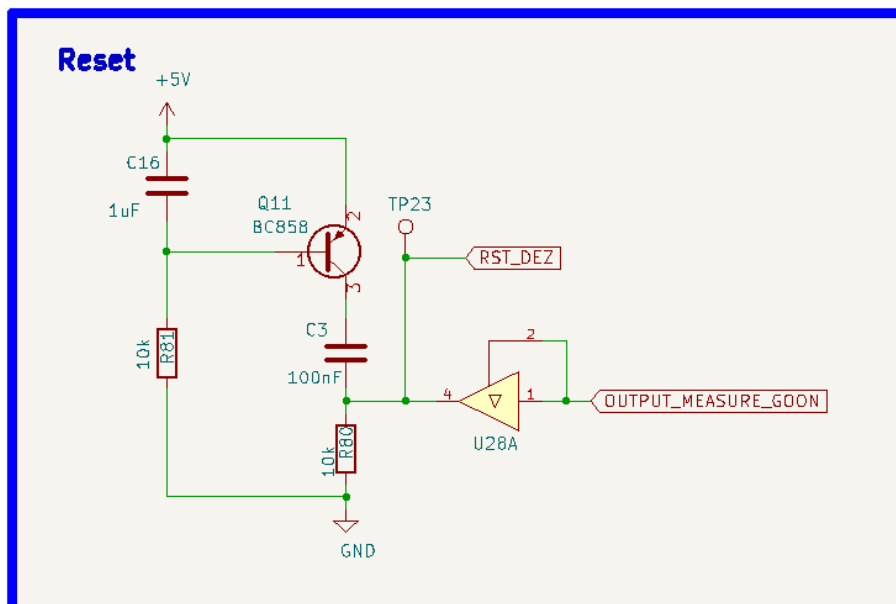 Reset
+5V
C16
1uF
Q11
BC858
2
1
3
TP23
RST_DEZ
C3
100nF
10k
R81
2
4
1
OUTPUT_MEASURE_GOON
U28A
10k
R80
GND